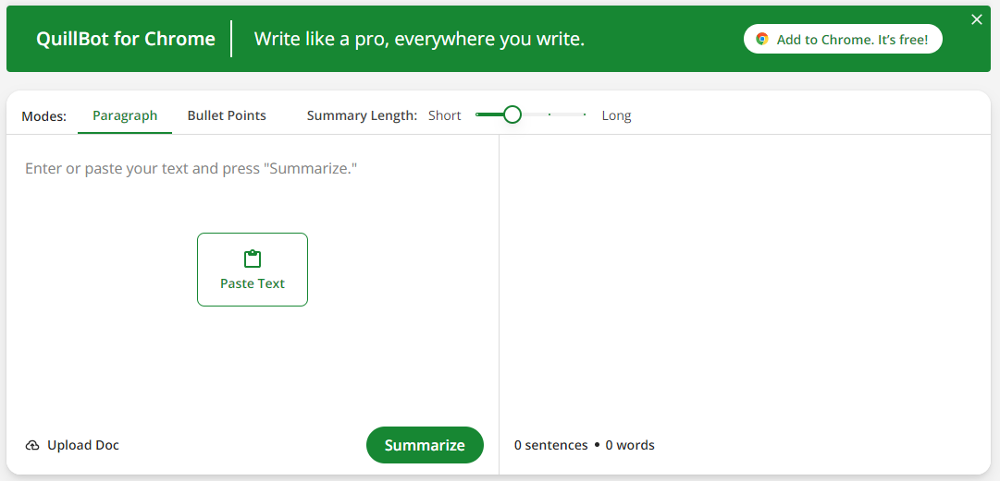 QuillBot for Chrome
Write like a pro, everywhere you write.
Add to Chrome. It's free!
Modes:
Paragraph
Bullet Points
Summary Length:
Short
Long
Enter or paste your text and press "Summarize."
Paste Text
Upload Doc
Summarize
0 sentences • 0 words